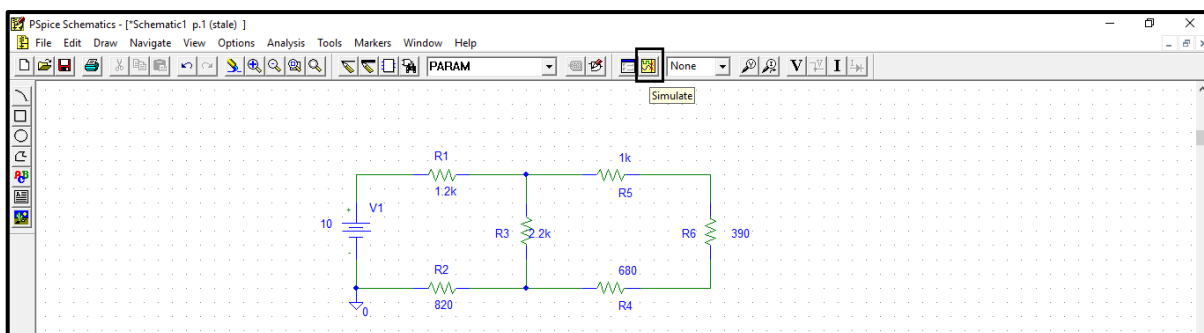 PSpice Schematics - [*Schematic1 p.1 (stale) ]
File Edit Draw Navigate View Options Analysis Tools Markers Window Help
PARAM None V I
Simulate
R1 1k
1.2k R5
+ V1
10 R3 2.2k R6 390
-
R2 680
820 R4
0